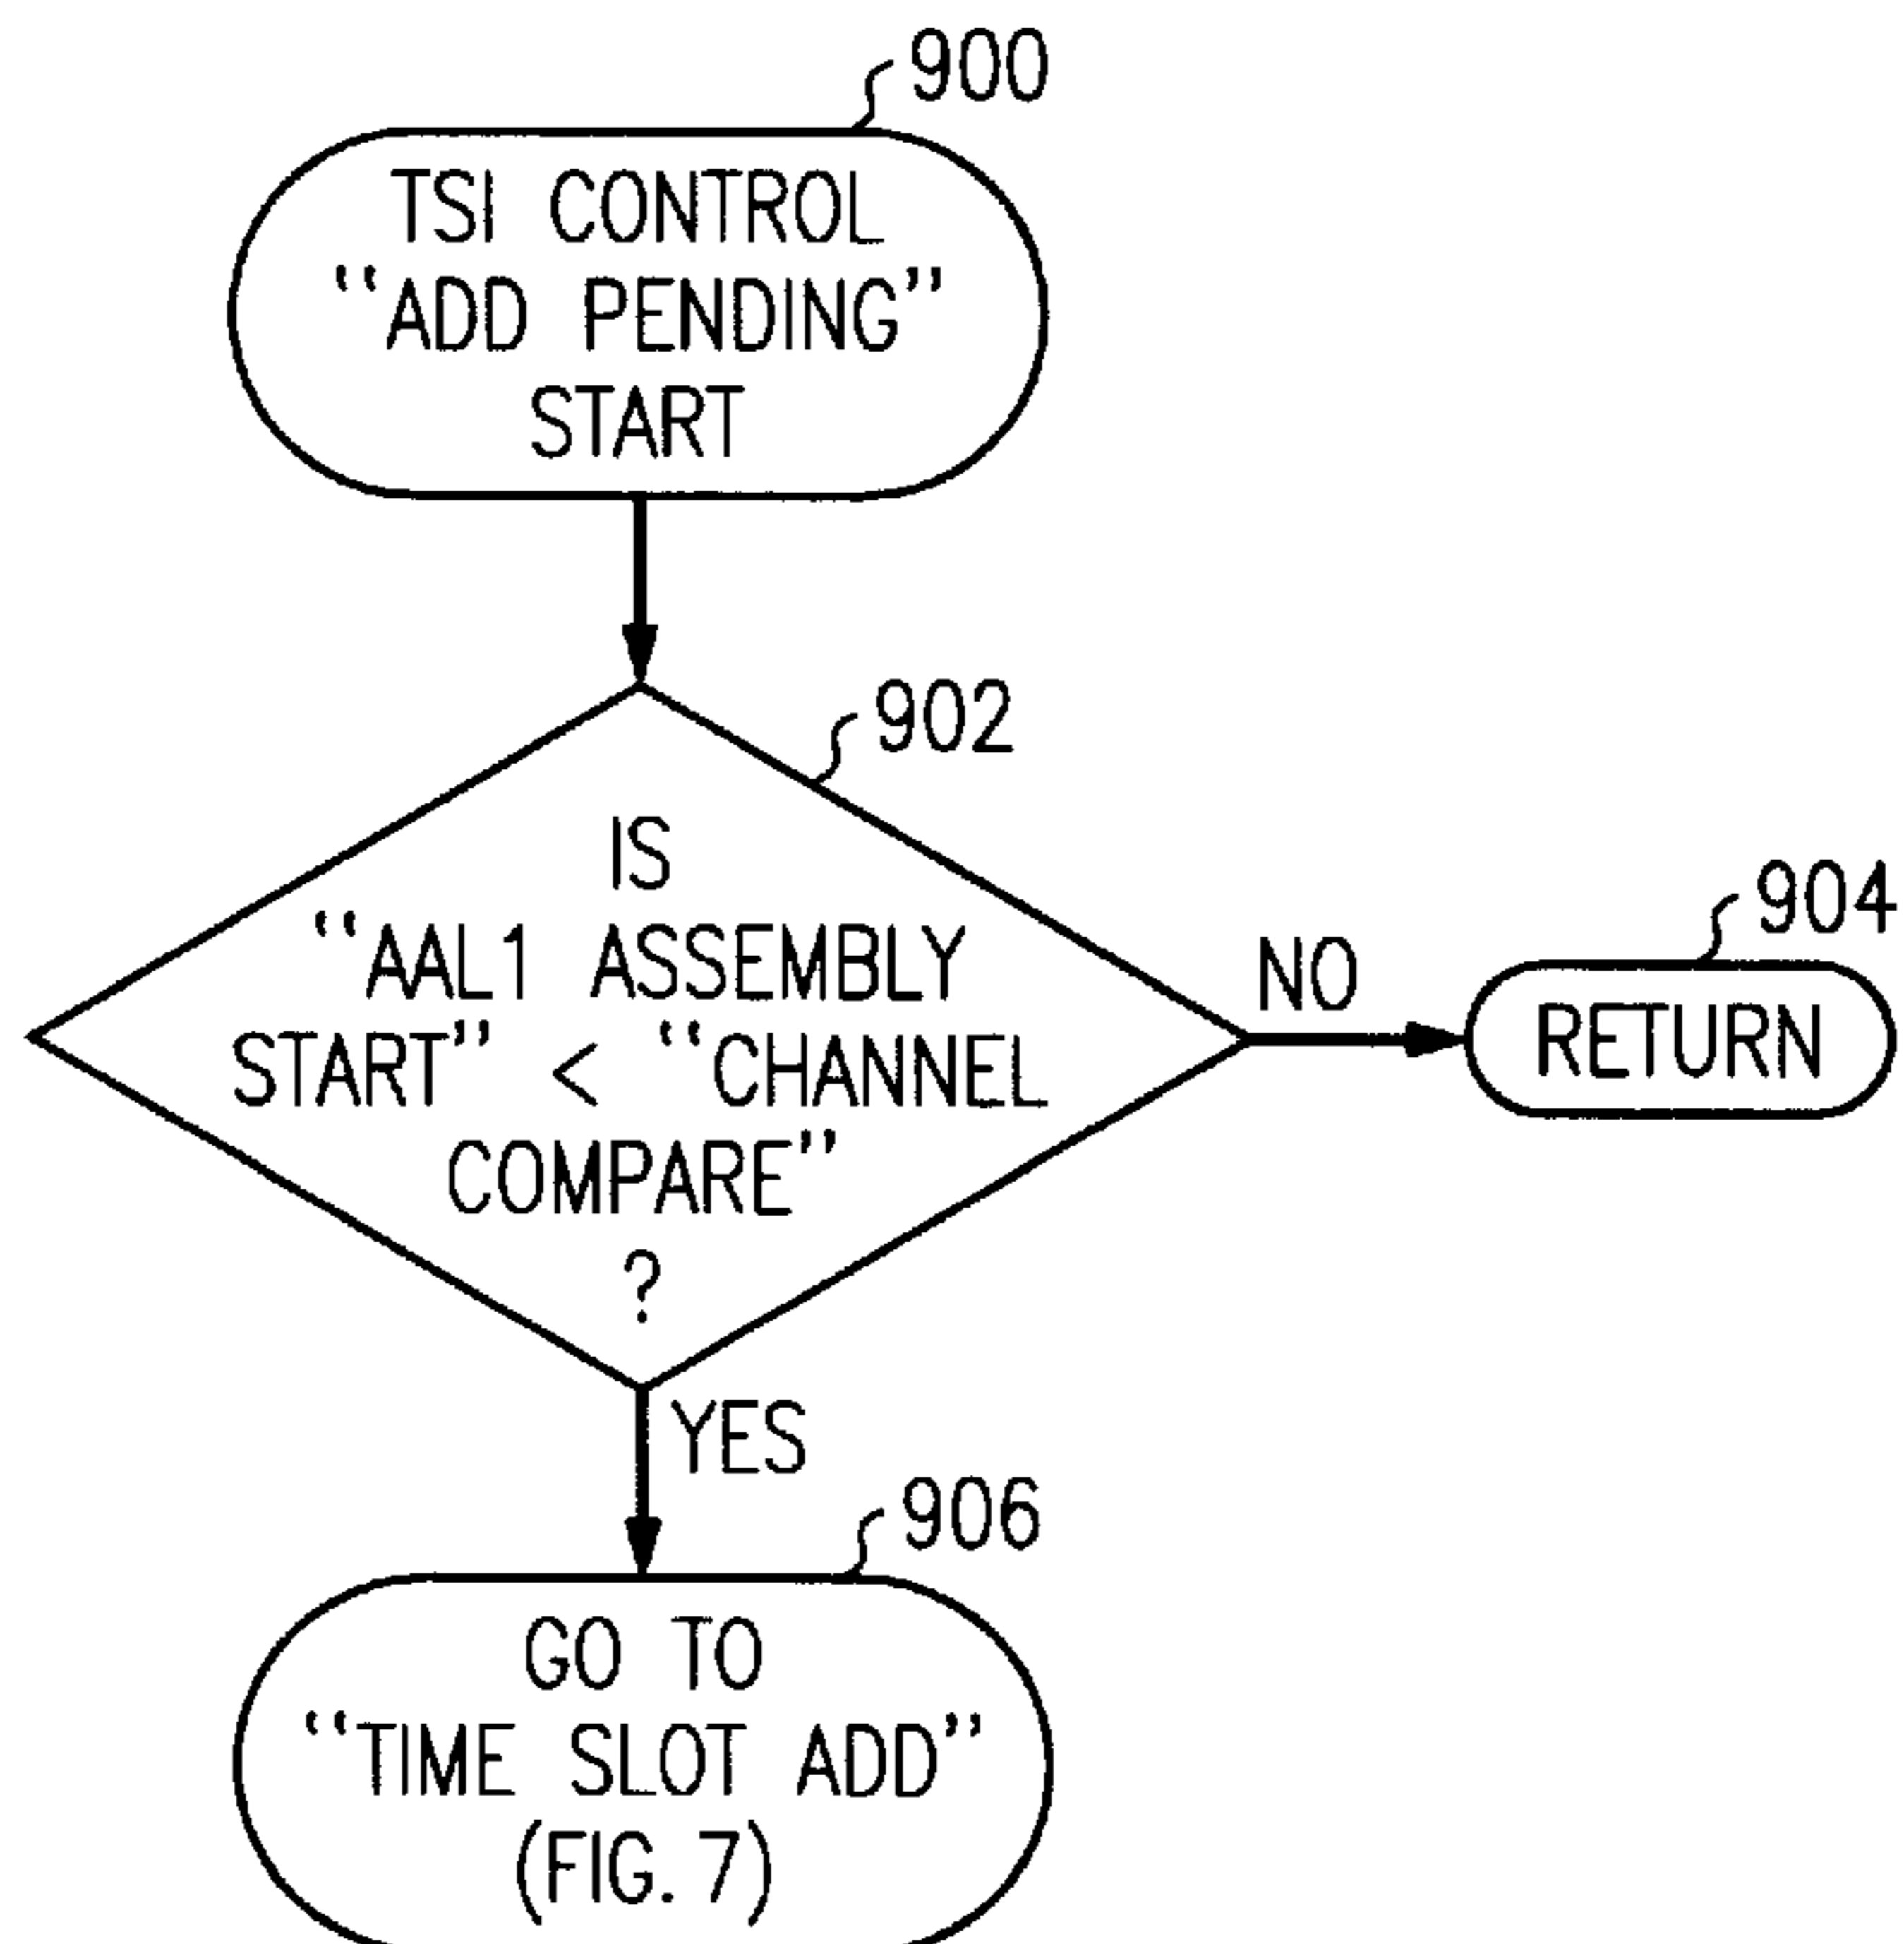 900
TSI CONTROL
“ADD PENDING”
START
902
IS
“AAL1 ASSEMBLY
START” < “CHANNEL
COMPARE”
?
NO
904
RETURN
YES
906
GO TO
“TIME SLOT ADD”
(FIG. 7)